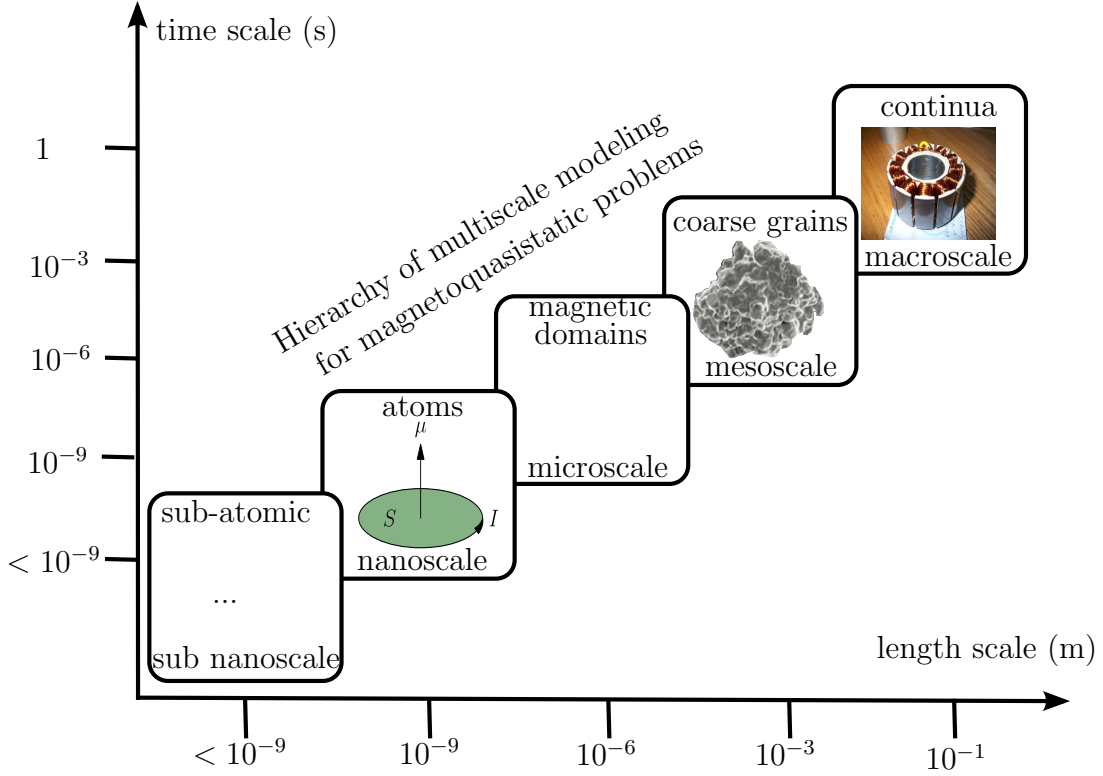 time scale (s)
continua
1
macroscale
Hierarchy of multiscale modeling
for magnetoquasistatic problems
coarse grains
mesoscale
10⁻³
magnetic
domains
microscale
10⁻⁶
atoms
μ
S
I
nanoscale
10⁻⁹
sub-atomic
...
sub nanoscale
< 10⁻⁹
length scale (m)
< 10⁻⁹
10⁻⁹
10⁻⁶
10⁻³
10⁻¹